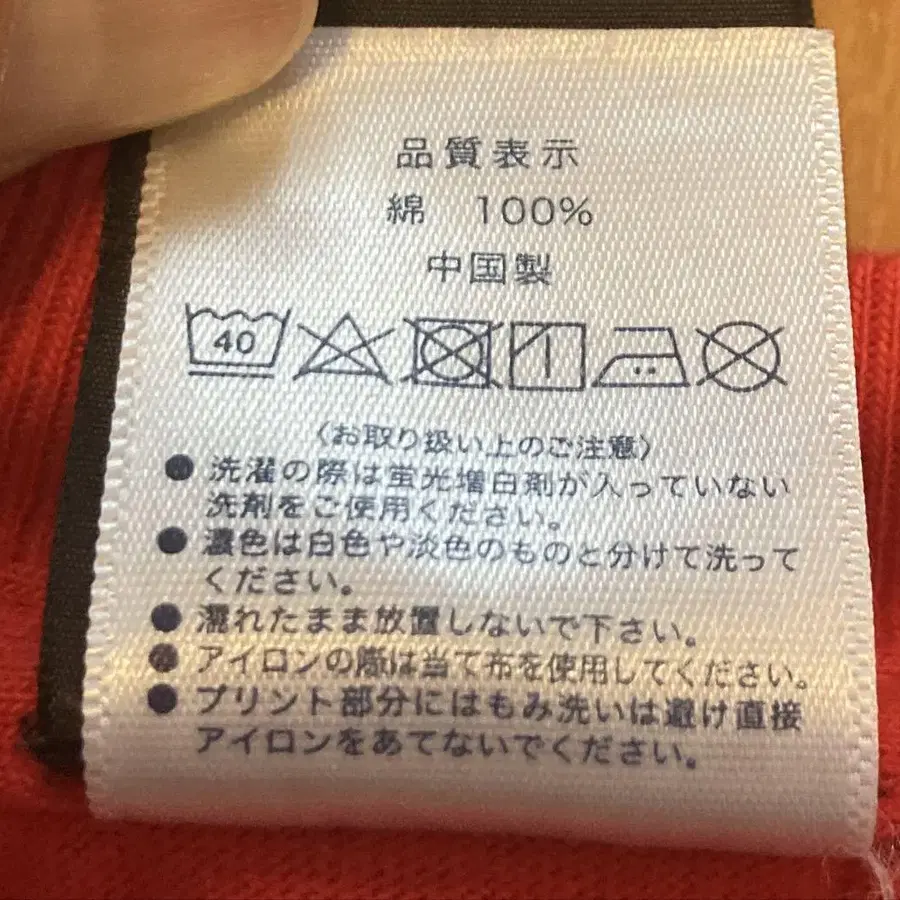 品質表示
綿 100%
中国製
40
〈お取り扱い上のご注意〉
● 洗濯の際は蛍光増白剤が入っていない
洗剤をご使用ください。
● 濃色は白色や淡色のものと分けて洗って
ください。
● 濡れたまま放置しないで下さい。
● アイロンの際は当て布を使用してください。
● プリント部分にはもみ洗いは避け直接
アイロンをあてないでください。